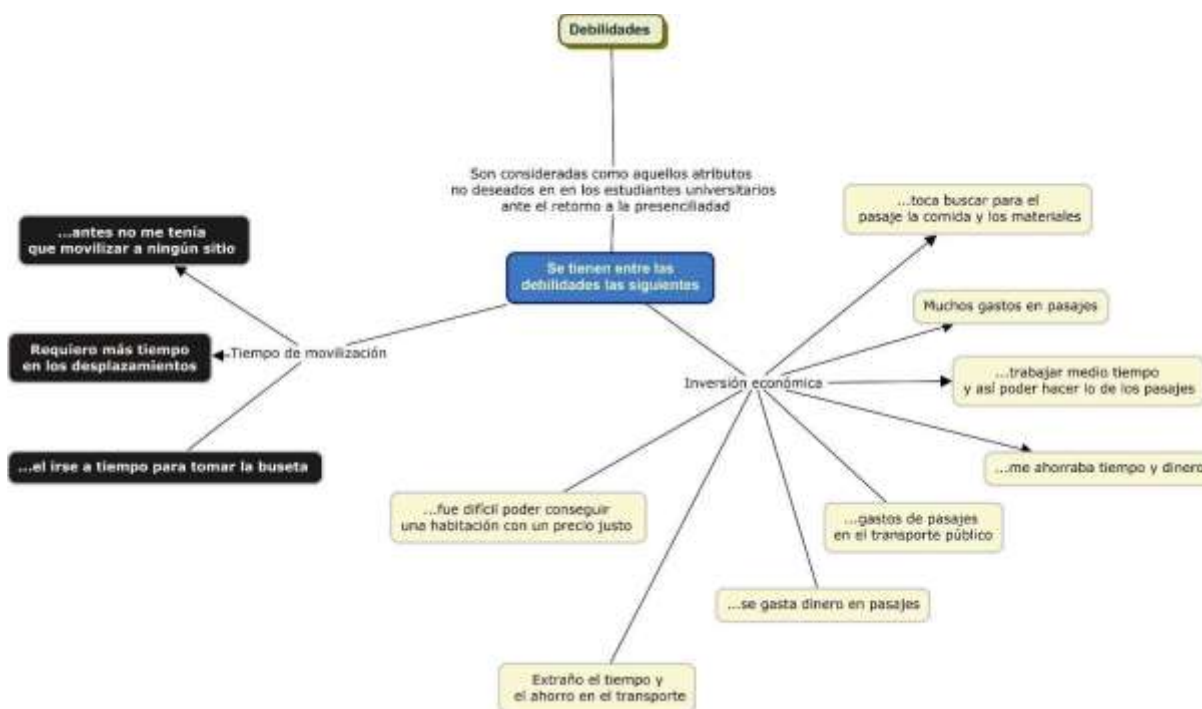 Debilidades
Son consideradas como aquellos atributos
no deseados en en los estudiantes universitarios
ante el retorno a la presenciliadad
Se tienen entre las
debilidades las siguientes
Tiempo de movilización
...antes no me tenía
que movilizar a ningún sitio
Requiero más tiempo
en los desplazamientos
...el irse a tiempo para tomar la buseta
Inversión económica
...toca buscar para el
pasaje la comida y los materiales
Muchos gastos en pasajes
...trabajar medio tiempo
y así poder hacer lo de los pasajes
...me ahorraba tiempo y dinero
...gastos de pasajes
en el transporte público
...se gasta dinero en pasajes
Extraño el tiempo y
el ahorro en el transporte
...fue difícil poder conseguir
una habitación con un precio justo